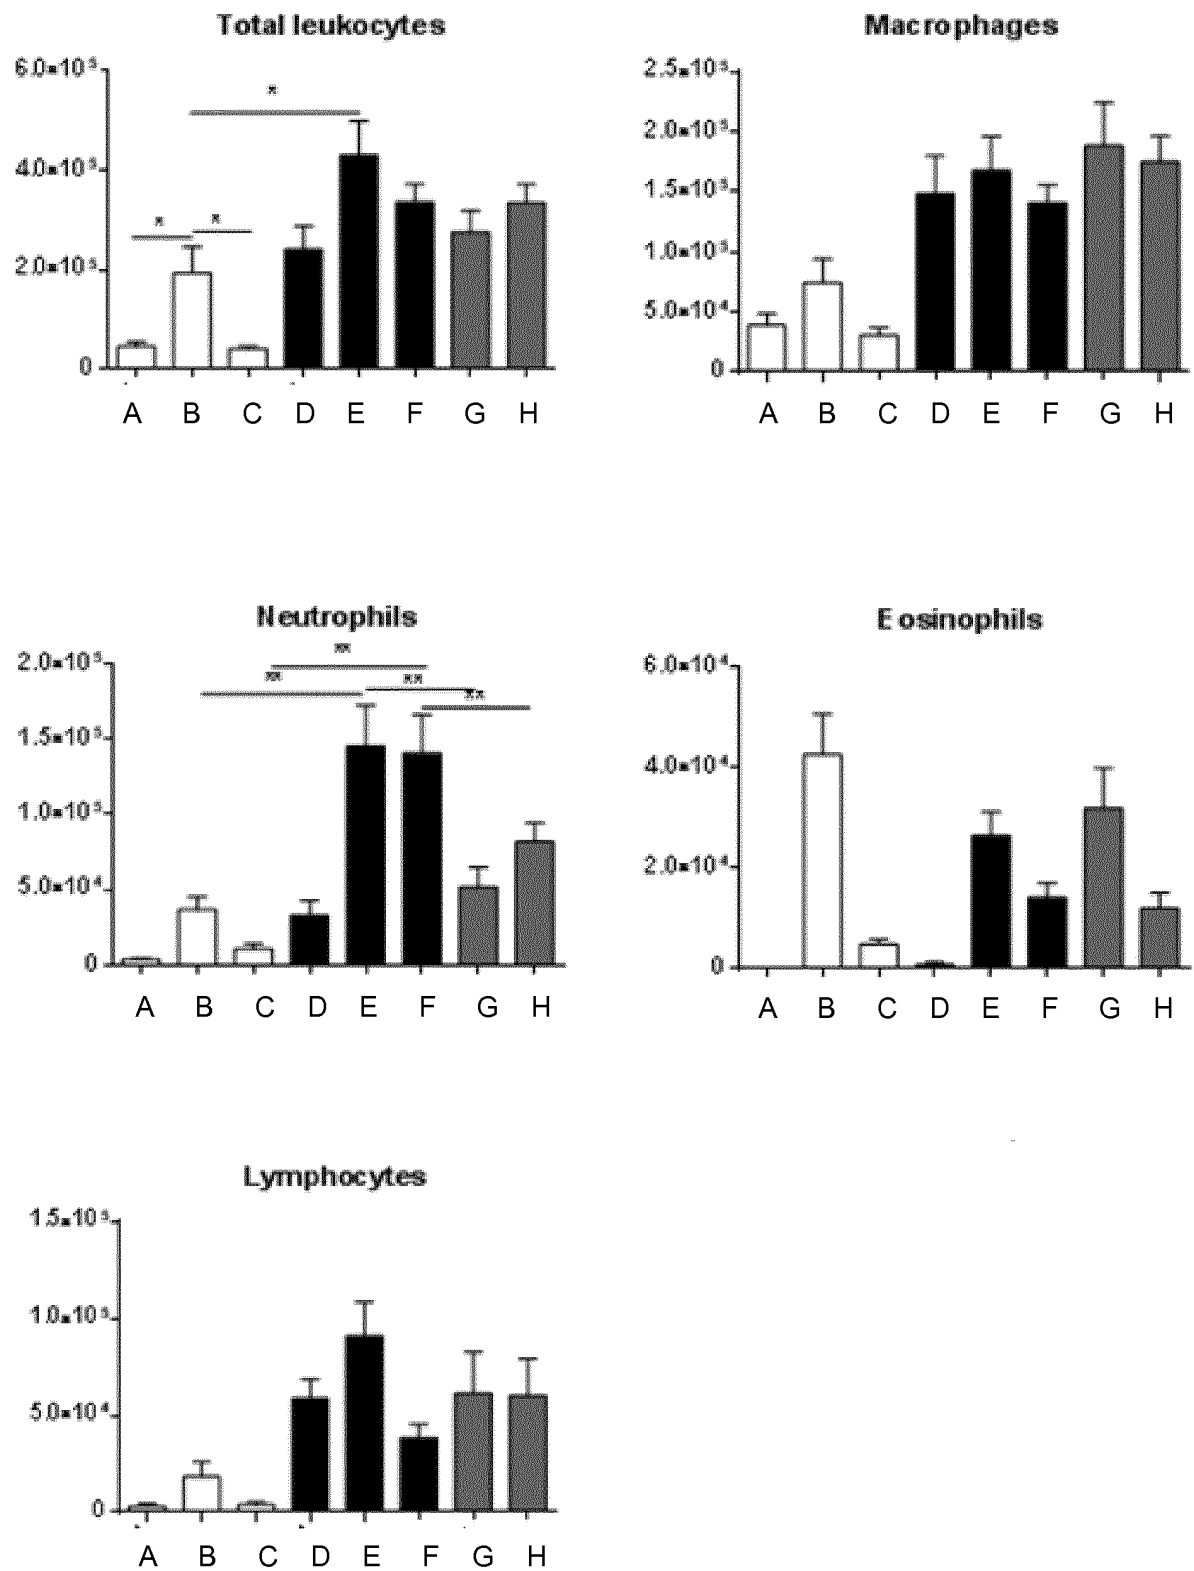 Total leukocytes
6.0×10⁵
*
4.0×10⁵
* *
2.0×10⁵
0
A B C D E F G H
Macrophages
2.5×10⁵
2.0×10⁵
1.5×10⁵
1.0×10⁵
5.0×10⁴
0
A B C D E F G H
Neutrophils
2.0×10⁵
**
** **
**
1.5×10⁵
1.0×10⁵
5.0×10⁴
0
A B C D E F G H
Eosinophils
6.0×10⁴
4.0×10⁴
2.0×10⁴
0
A B C D E F G H
Lymphocytes
1.5×10⁵
1.0×10⁵
5.0×10⁴
0
A B C D E F G H